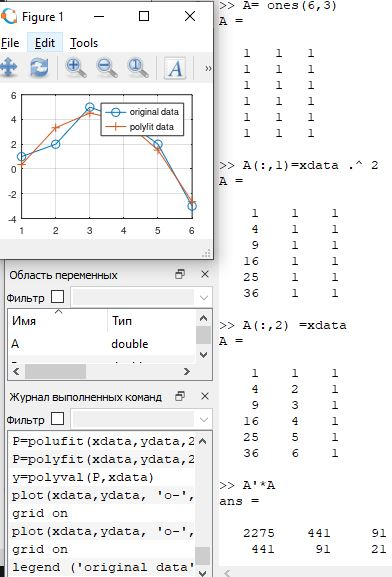 Figure 1
File Edit Tools
A
»
6
4
2
0
-2
-4
1 2 3 4 5 6
original data
polyfit data
Область переменных
Фильтр
Имя Тип
A double
Журнал выполненных команд
Фильтр
P=polufit(xdata,ydata,2
P=polyfit(xdata,ydata,2
y=polyval(P,xdata)
plot(xdata,ydata, 'o-',
grid on
plot(xdata,ydata, 'o-',
grid on
legend ('original data'
>> A= ones(6,3)
A =
1 1 1
1 1 1
1 1 1
1 1 1
1 1 1
1 1 1
>> A(:,1)=xdata .^ 2
A =
1 1 1
4 1 1
9 1 1
16 1 1
25 1 1
36 1 1
>> A(:,2) =xdata
A =
1 1 1
4 2 1
9 3 1
16 4 1
25 5 1
36 6 1
>> A'*A
ans =
2275 441 91
441 91 21